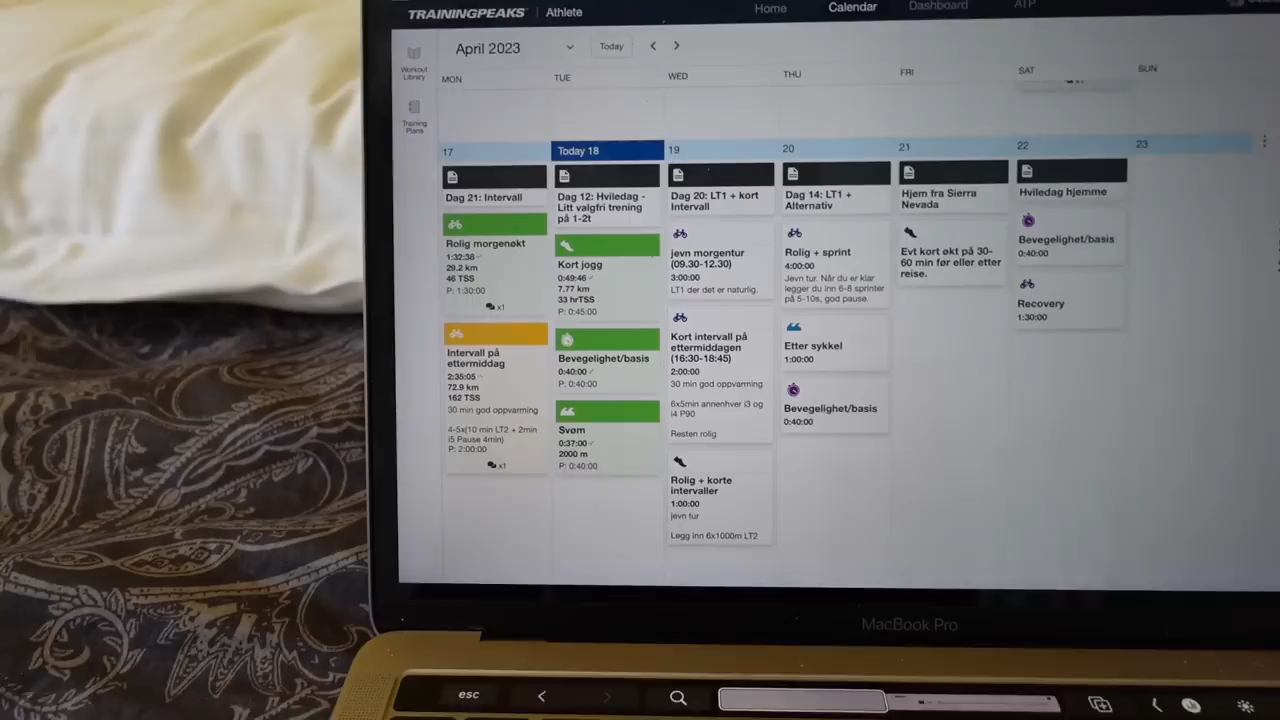 TRAININGPEAKS | Athlete
Home
Calendar
Dashboard
ATP
April 2023
Today
Workout
Library
Training
Plans
MON
TUE
WED
THU
FRI
SAT
SUN
17
Today 18
19
20
21
22
23
Dag 21: Intervall
Rolig morgenøkt
1:32:38
29.2 km
46 TSS
P: 1:30:00
x1
Intervall på
ettermiddag
2:35:05
72.9 km
162 TSS
30 min god oppvarming
4-5x(10 min LT2 + 2min
i5 Pause 4min)
P: 2:00:00
x1
Dag 12: Hviledag -
Litt valgfri trening
på 1-2t
Kort jogg
0:49:46
7.77 km
33 hrTSS
P: 0:45:00
Bevegelighet/basis
0:40:00
P: 0:40:00
Svøm
0:37:00
2000 m
P: 0:40:00
Dag 20: LT1 + kort
Intervall
jevn morgentur
(09.30-12.30)
3:00:00
LT1 der det er naturlig.
Kort intervall på
ettermiddagen
(16:30-18:45)
2:00:00
30 min god oppvarming
6x5min annenhver i3 og
i4 P90
Resten rolig
Rolig + korte
intervaller
1:00:00
jevn tur
Legg inn 6x1000m LT2
Dag 14: LT1 +
Alternativ
Rolig + sprint
4:00:00
Jevn tur. Når du er klar
legger du inn 6-8 sprinter
på 5-10s, god pause.
Etter sykkel
1:00:00
Bevegelighet/basis
0:40:00
Hjem fra Sierra
Nevada
Evt kort økt på 30-
60 min før eller etter
reise.
Hviledag hjemme
Bevegelighet/basis
0:40:00
Recovery
1:30:00
MacBook Pro
esc